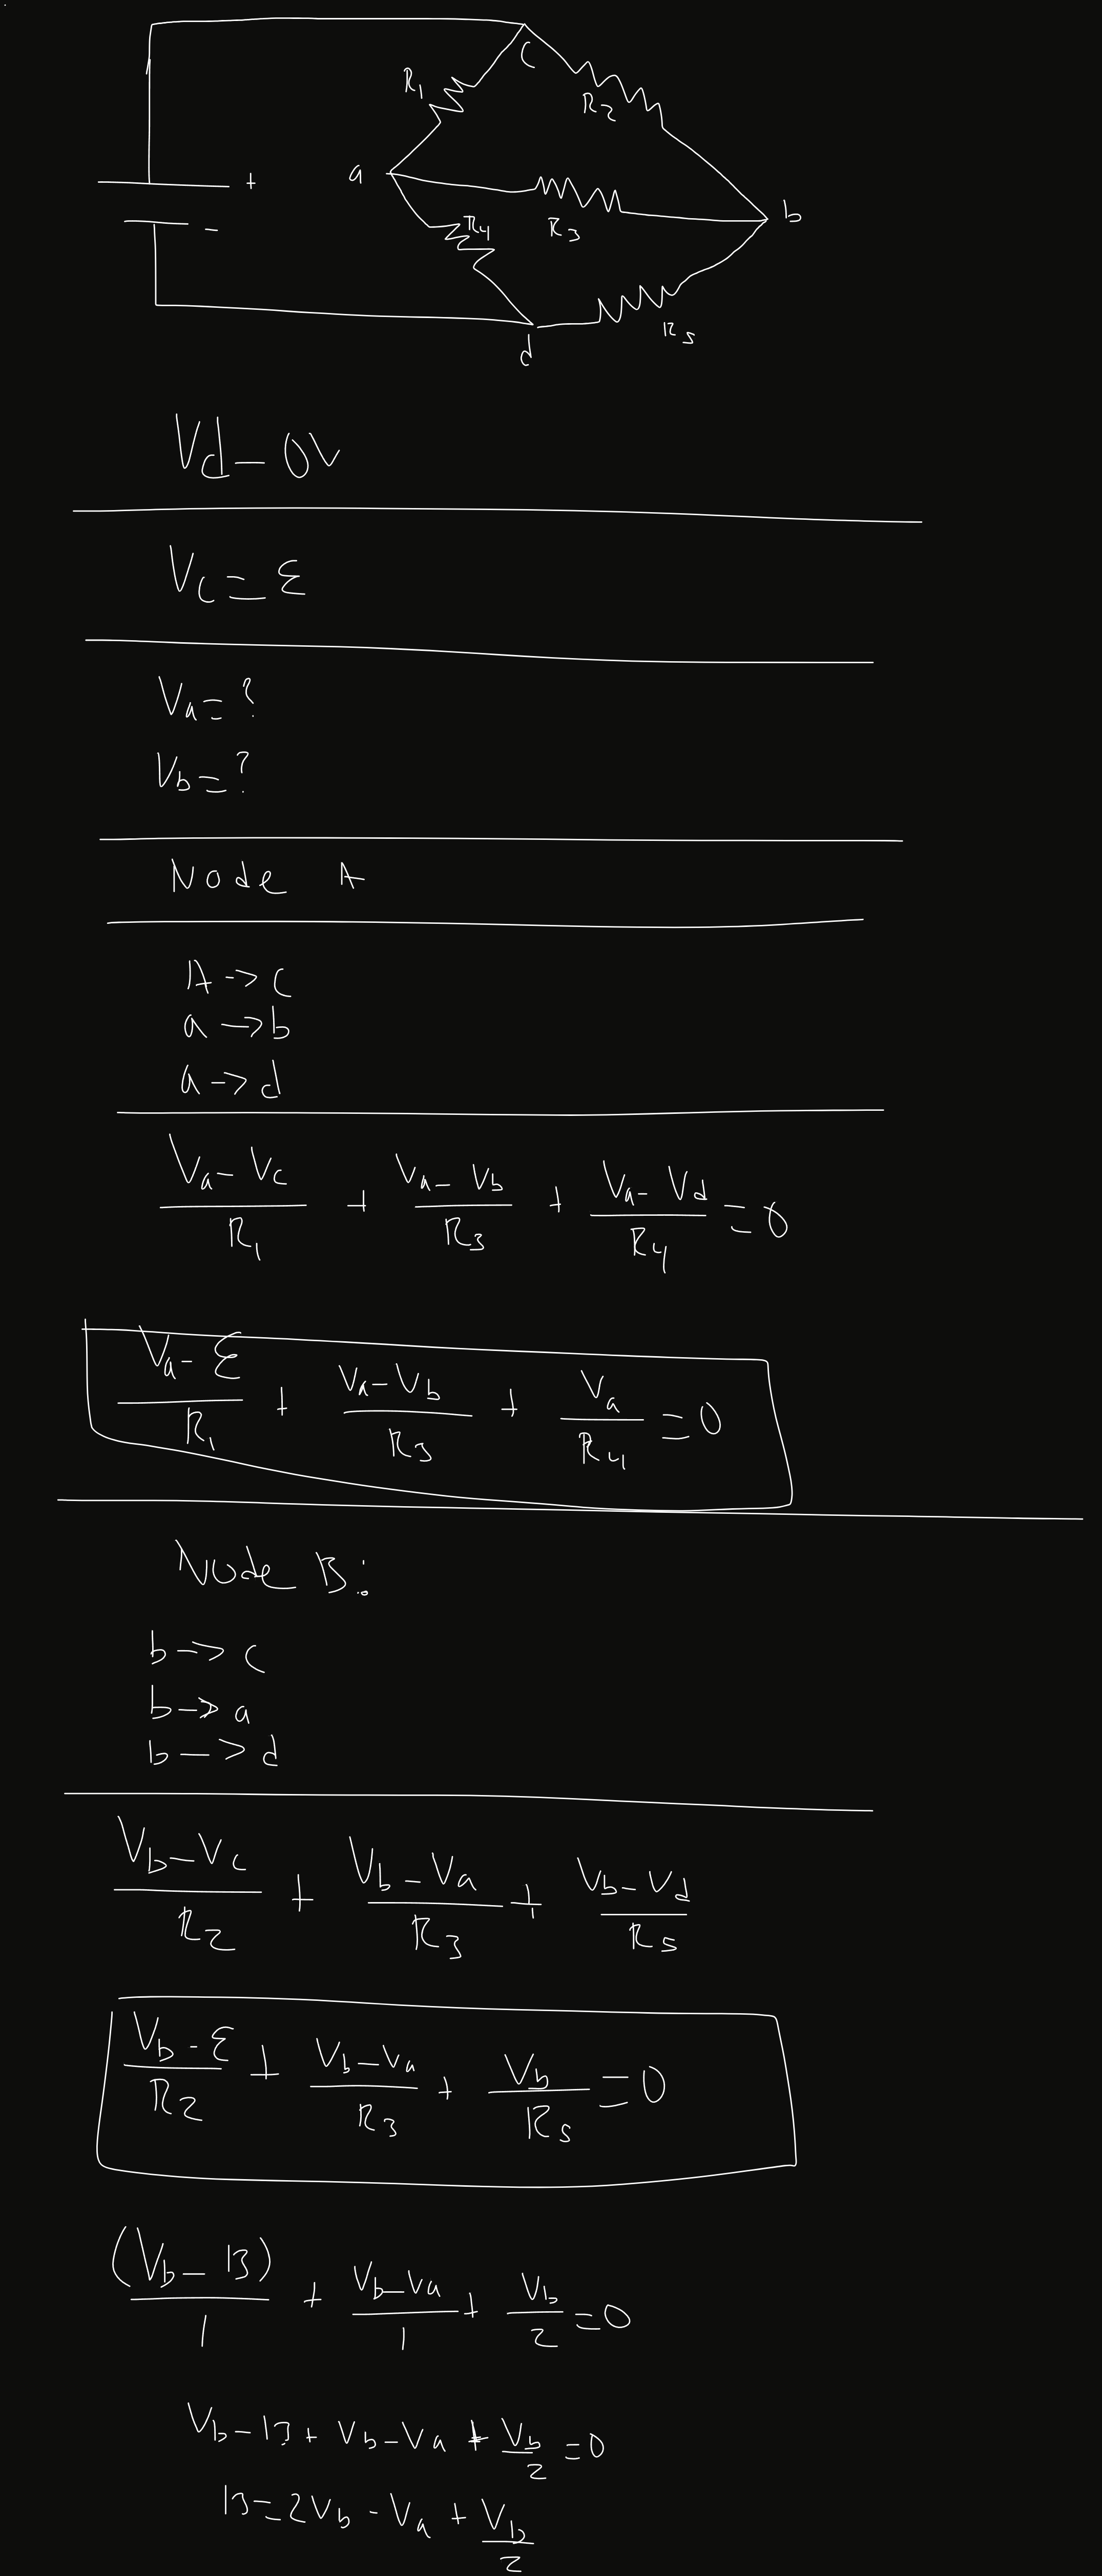 C
R₁
R₂
+
a
b
R₄
R₃
-
R₅
d
Vd - 0V
Vc = ε
Va = ?
Vb = ?
Node A
A -> c
a -> b
a -> d
(Va - Vc)/R₁ + (Va - Vb)/R₃ + (Va - Vd)/R₄ = 0
(Va - ε)/R₁ + (Va - Vb)/R₃ + Va/R₄ = 0
Node B:
b -> c
b -> a
b -> d
(Vb - Vc)/R₂ + (Vb - Va)/R₃ + (Vb - Vd)/R₅
(Vb - ε)/R₂ + (Vb - Va)/R₃ + Vb/R₅ = 0
(Vb - 13)/1 + (Vb - Va)/1 + Vb/2 = 0
Vb - 13 + Vb - Va + Vb/2 = 0
13 = 2Vb - Va + Vb/2